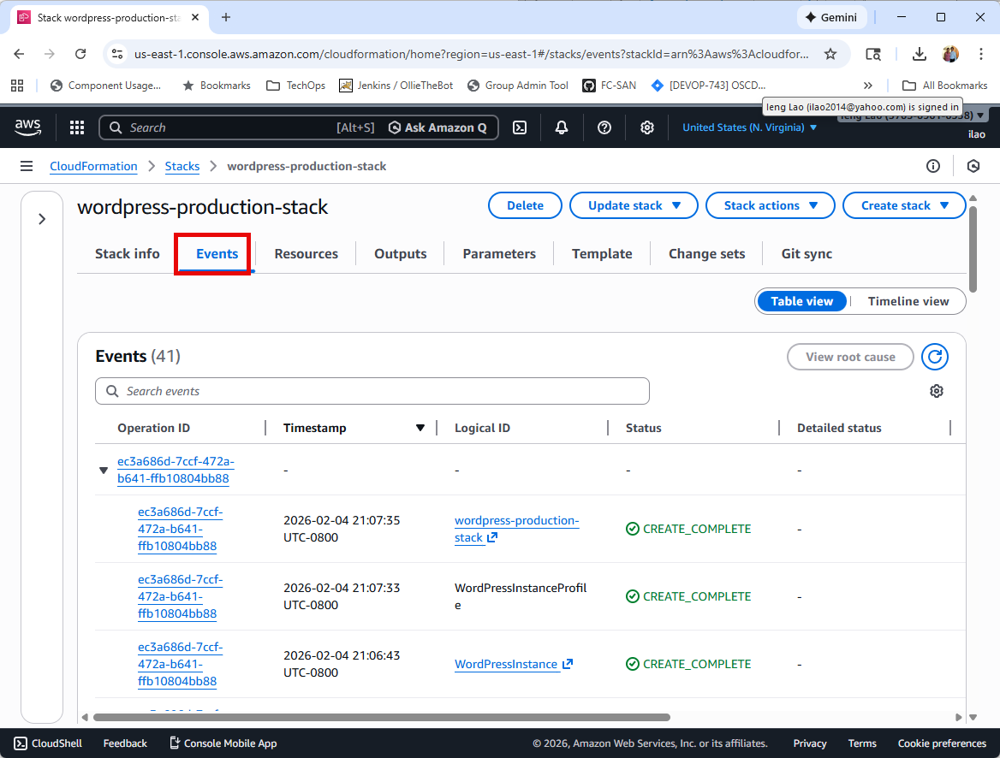 Stack wordpress-production-sta
Gemini
us-east-1.console.aws.amazon.com/cloudformation/home?region=us-east-1#/stacks/events?stackId=arn%3Aaws%3Acloudfor...
Component Usage...
Bookmarks
TechOps
Jenkins / OllieTheBot
Group Admin Tool
FC-SAN
[DEVOP-743] OSCD...
»
All Bookmarks
Ieng Lao (ilao2014@yahoo.com) is signed in
aws
Search
[Alt+S]
Ask Amazon Q
United States (N. Virginia)
ilao
CloudFormation
Stacks
wordpress-production-stack
wordpress-production-stack
Delete
Update stack
Stack actions
Create stack
Stack info
Events
Resources
Outputs
Parameters
Template
Change sets
Git sync
Table view
Timeline view
Events (41)
View root cause
Search events
Operation ID
Timestamp
Logical ID
Status
Detailed status
ec3a686d-7ccf-472a-
b641-ffb10804bb88
-
-
-
-
ec3a686d-7ccf-
472a-b641-
ffb10804bb88
2026-02-04 21:07:35
UTC-0800
wordpress-production-
stack
CREATE_COMPLETE
-
ec3a686d-7ccf-
472a-b641-
ffb10804bb88
2026-02-04 21:07:33
UTC-0800
WordPressInstanceProfil
e
CREATE_COMPLETE
-
ec3a686d-7ccf-
472a-b641-
ffb10804bb88
2026-02-04 21:06:43
UTC-0800
WordPressInstance
CREATE_COMPLETE
-
CloudShell
Feedback
Console Mobile App
© 2026, Amazon Web Services, Inc. or its affiliates.
Privacy
Terms
Cookie preferences